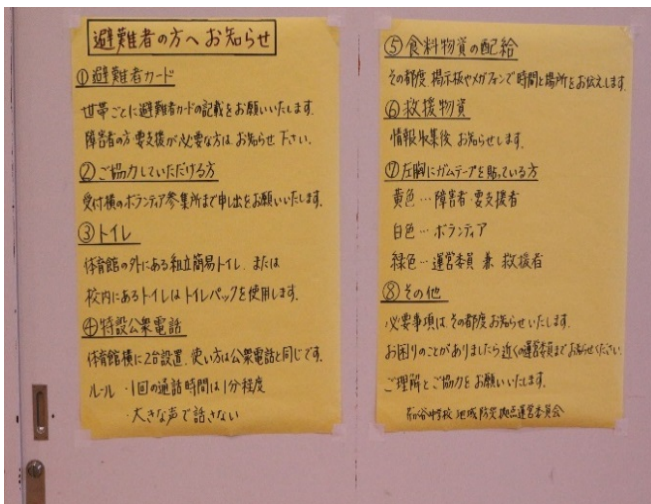 避難者の方へお知らせ
①避難者カード
世帯ごとに避難者カードの記載をお願いいたします.
障害者の方・要支援が必要な方は お知らせ 下さい.
②ご協力していただける方
受付横のボランティア参集所まで申し出をお願いいたします.
③トイレ
体育館の外にある組立簡易トイレ. または
校内にあるトイレはトイレパックを使用します.
④特設公衆電話
体育館横に2台設置. 使い方は公衆電話と同じです.
ルール ・1回の通話時間は1分程度
・大きな声で話さない
⑤食料物資の配給
その都度 掲示板やメガフォンで時間と場所をお伝えします.
⑥救援物資
情報収集後 お知らせします.
⑦左胸にガムテープを貼っている方
黄色… 障害者・要支援者
白色… ボランティア
緑色… 運営委員 兼 救援者
⑧その他
必要事項は その都度 お知らせいたします.
お困りのことがありましたら近くの運営委員までお知らせください.
ご理解とご協力を お願いいたします.
谷中学校 地域防災拠点運営委員会